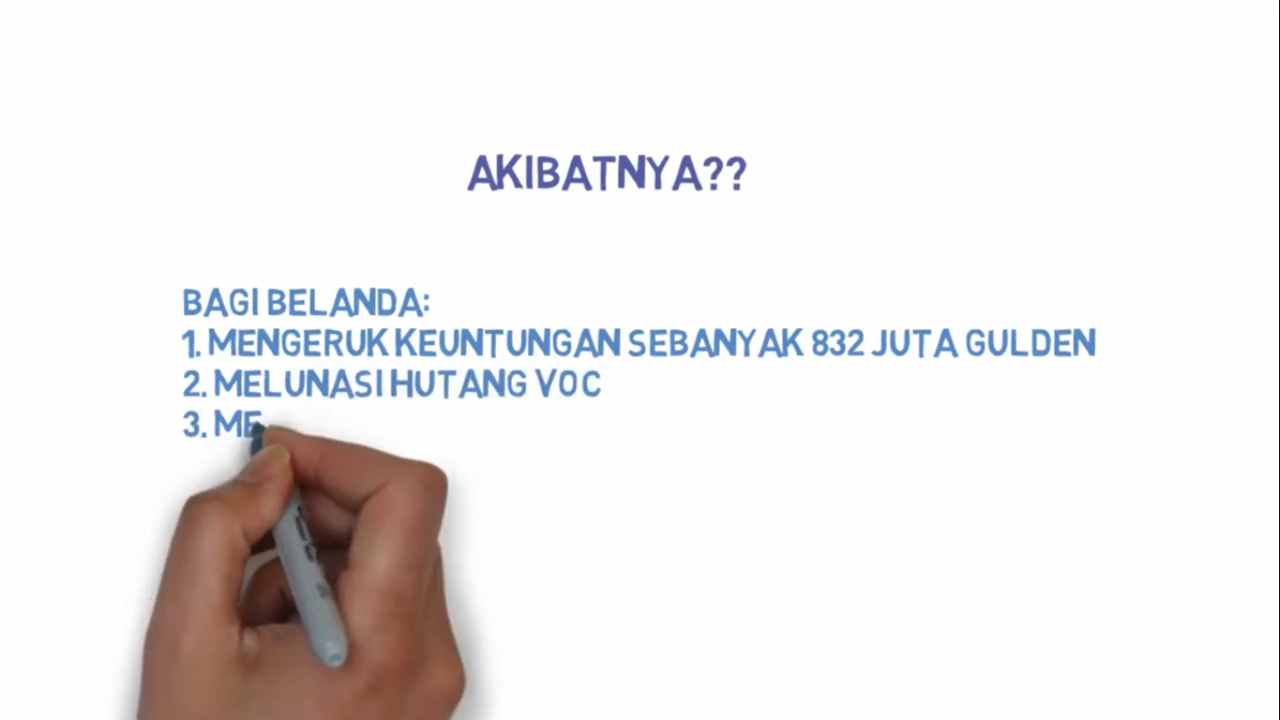 AKIBATNYA??
BAGI BELANDA:
1. MENGERUK KEUNTUNGAN SEBANYAK 832 JUTA GULDEN
2. MELUNASI HUTANG VOC
3. ME